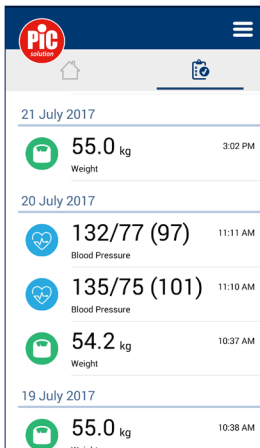 PiC
solution
21 July 2017
55.0 kg 3:02 PM
Weight
20 July 2017
132/77 (97) 11:11 AM
Blood Pressure
135/75 (101) 11:10 AM
Blood Pressure
54.2 kg 10:37 AM
Weight
19 July 2017
55.0 kg 10:38 AM
Weight